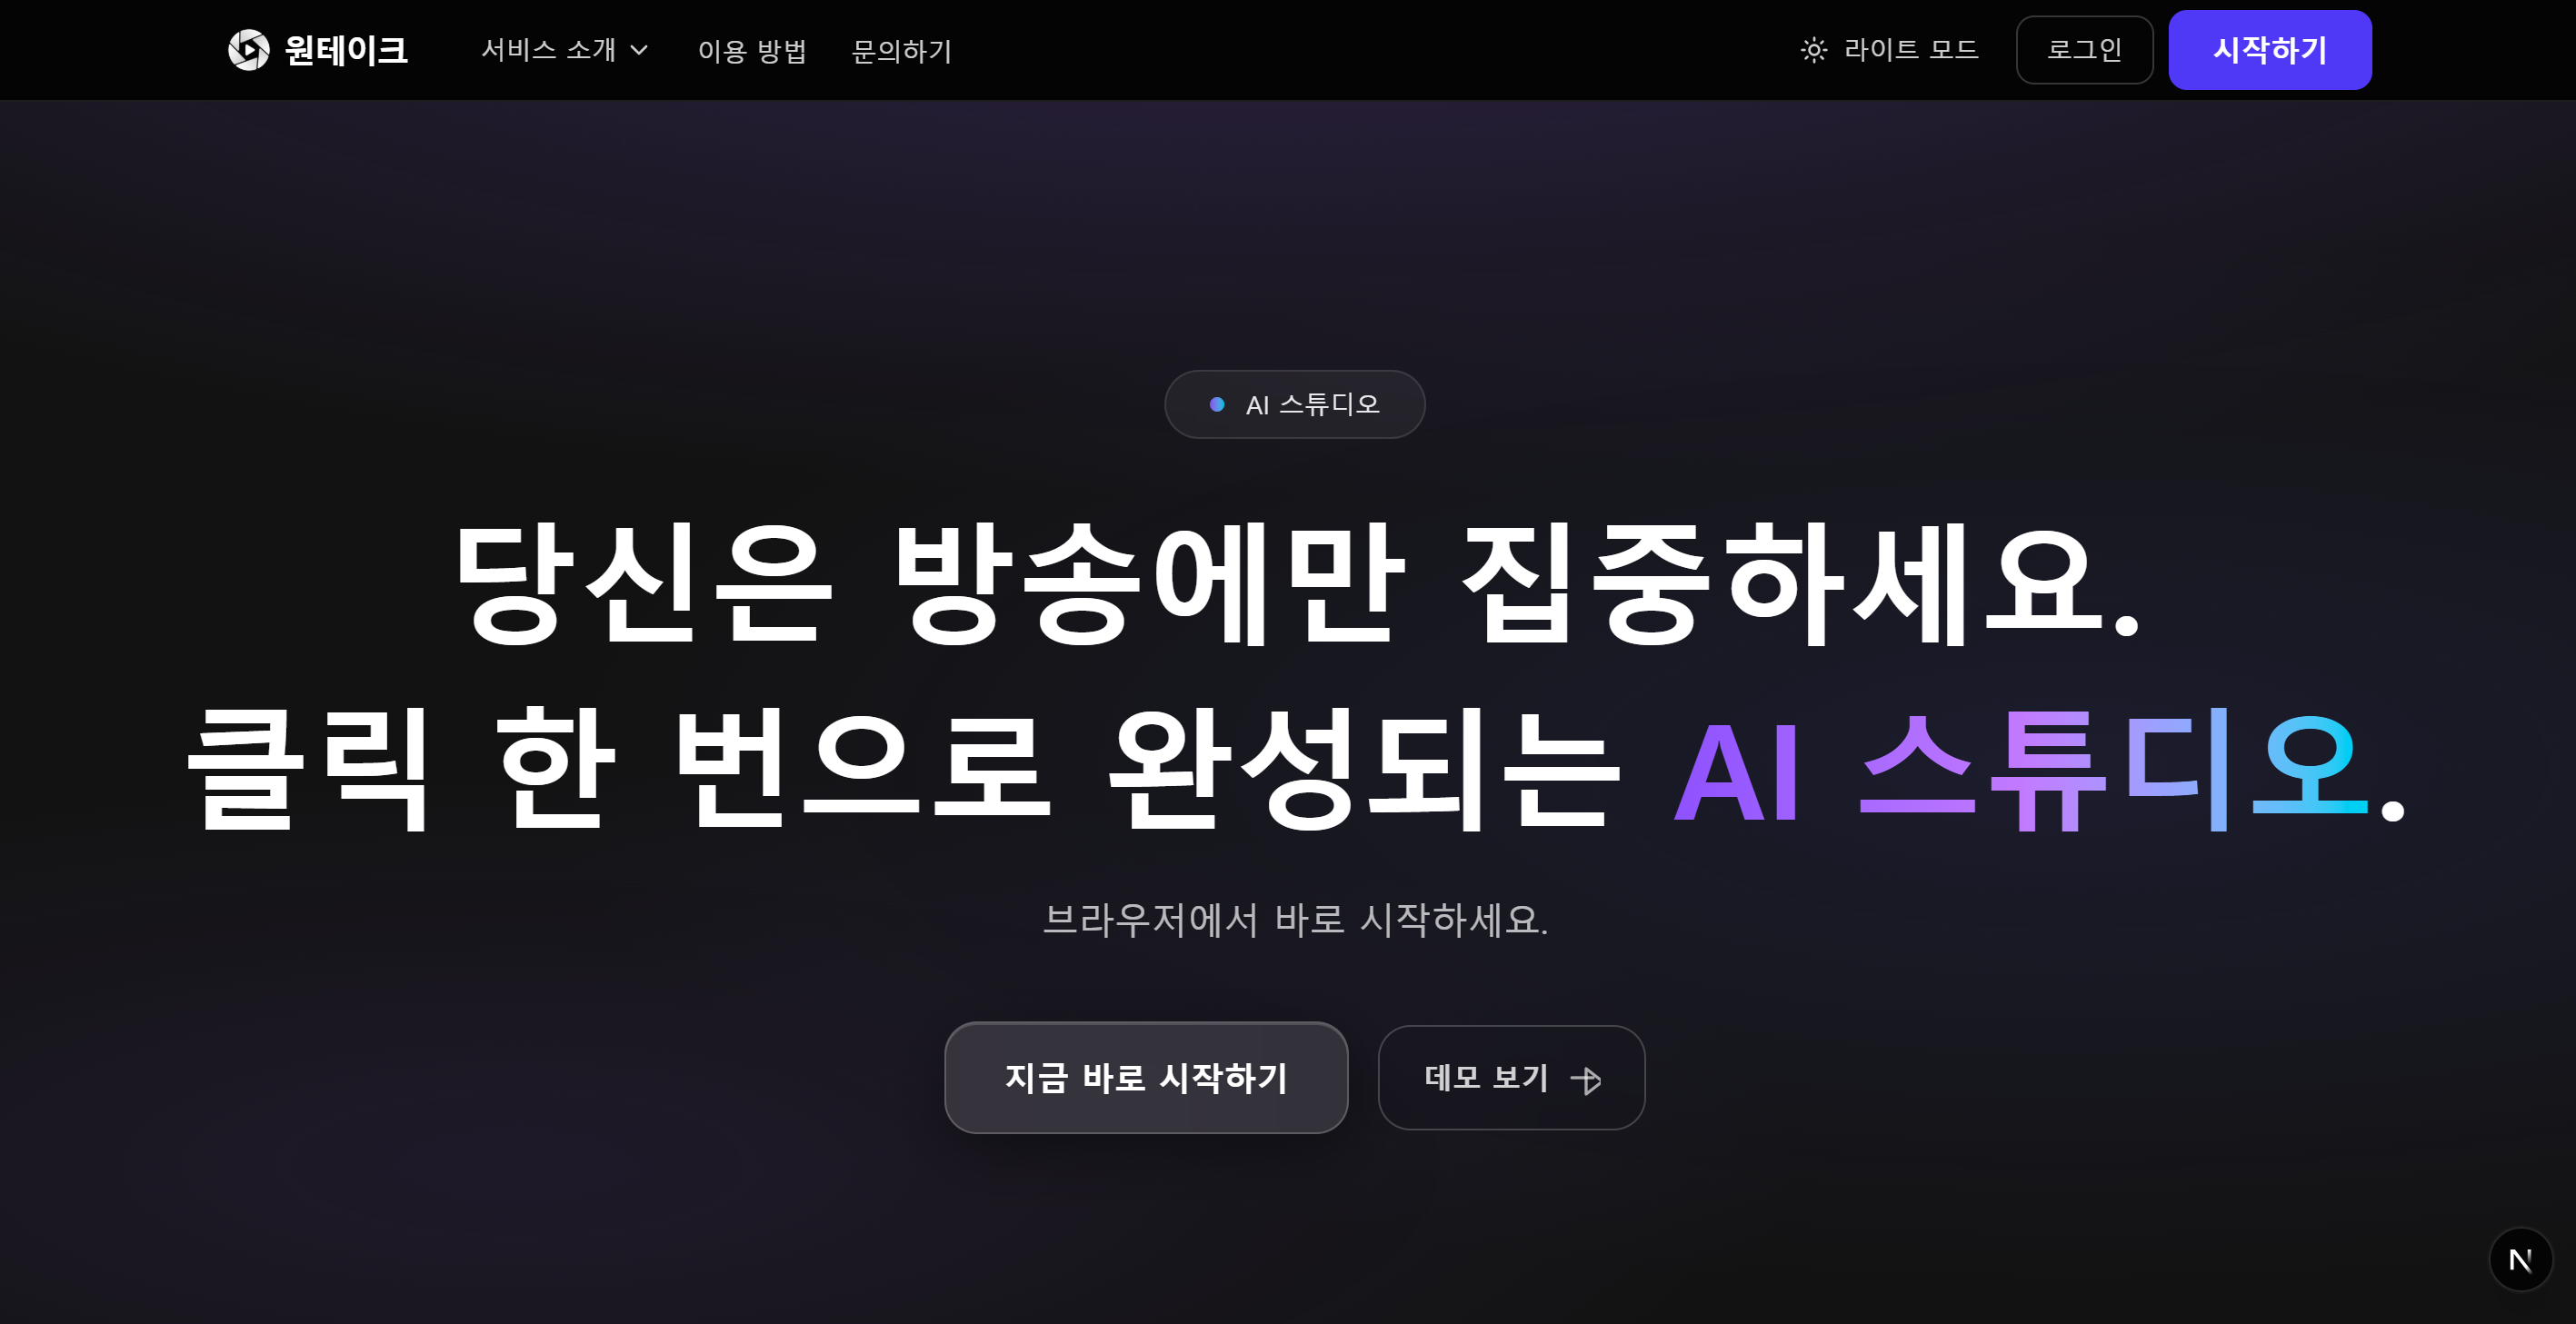 원테이크
서비스 소개
이용 방법
문의하기
라이트 모드
로그인
시작하기
AI 스튜디오
당신은 방송에만 집중하세요.
클릭 한 번으로 완성되는 AI 스튜디오.
브라우저에서 바로 시작하세요.
지금 바로 시작하기
데모 보기
N